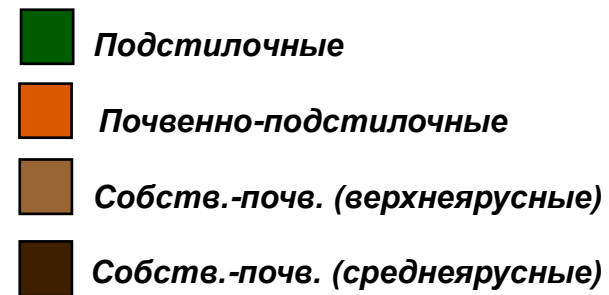 Подстилочные
Почвенно-подстилочные
Собств.-почв. (верхнеярусные)
Собств.-почв. (среднеярусные)